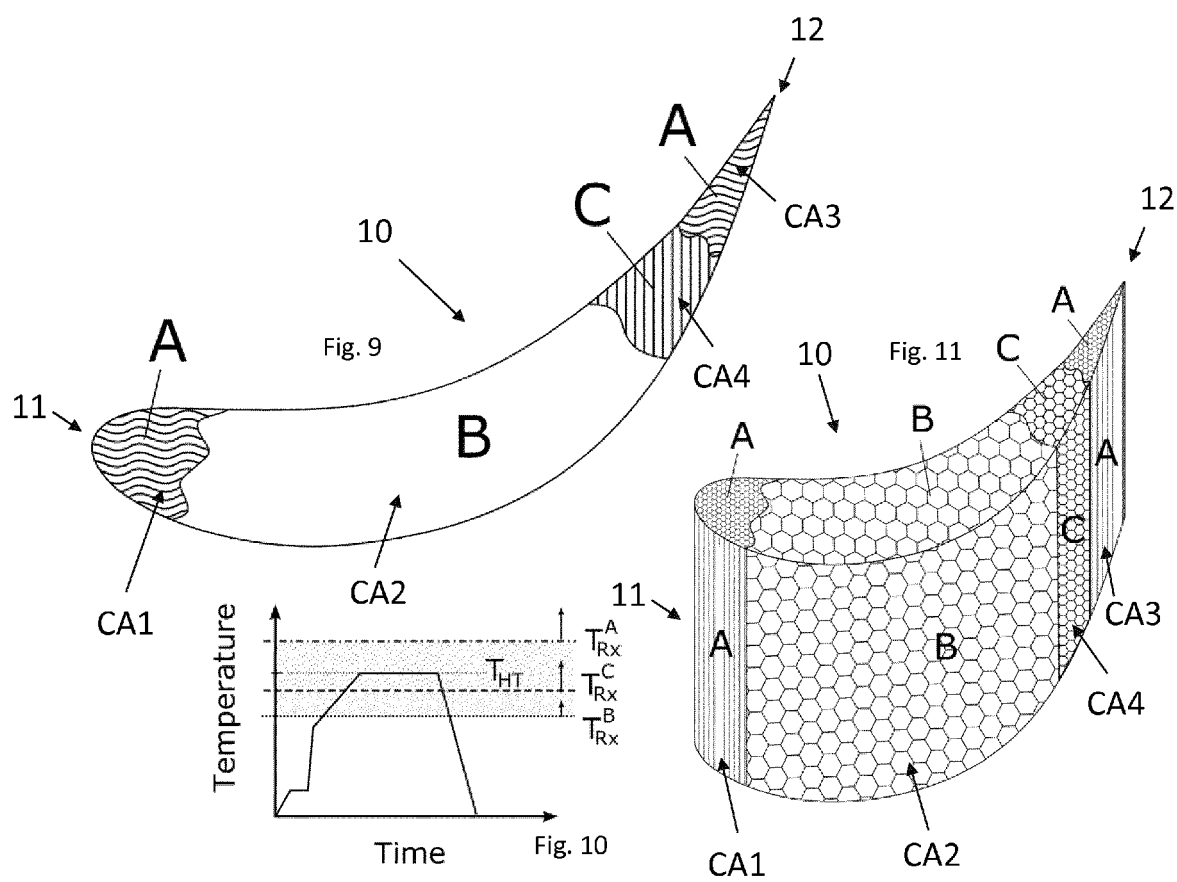 12
A
C
CA3
10
12
A
Fig. 9
A
C
10
Fig. 11
CA4
11
B
A
B
A
C
CA2
CA1
11
T_Rx^A
T_HT
T_Rx^C
T_Rx^B
A
B
CA3
CA4
Temperature
Time
Fig. 10
CA1
CA2